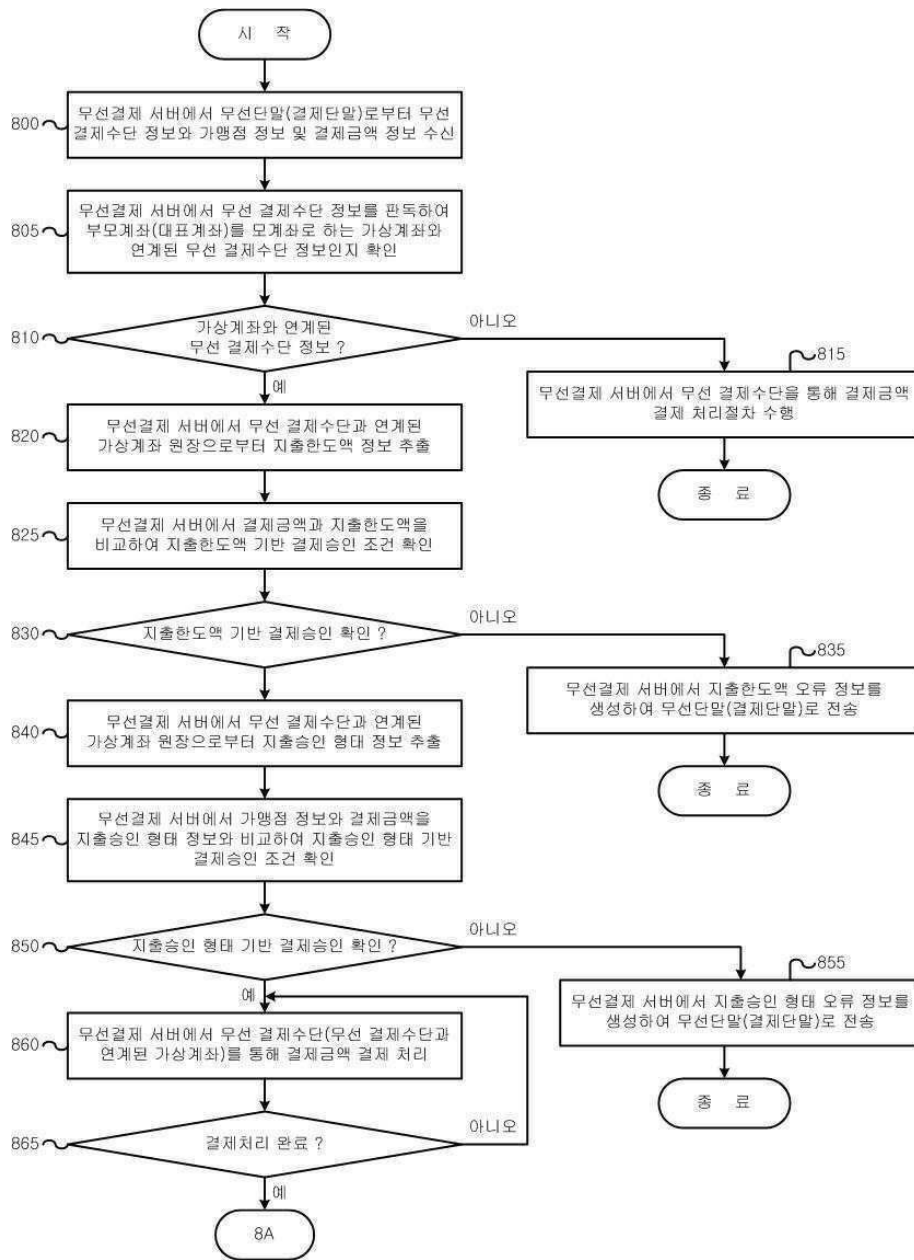 시 작
800
무선결제 서버에서 무선단말(결제단말)로부터 무선
결제수단 정보와 가맹점 정보 및 결제금액 정보 수신
805
무선결제 서버에서 무선 결제수단 정보를 판독하여
부모계좌(대표계좌)를 모계좌로 하는 가상계좌와
연계된 무선 결제수단 정보인지 확인
810
가상계좌와 연계된
무선 결제수단 정보 ?
아니오
예
815
무선결제 서버에서 무선 결제수단을 통해 결제금액
결제 처리절차 수행
종 료
820
무선결제 서버에서 무선 결제수단과 연계된
가상계좌 원장으로부터 지출한도액 정보 추출
825
무선결제 서버에서 결제금액과 지출한도액을
비교하여 지출한도액 기반 결제승인 조건 확인
830
지출한도액 기반 결제승인 확인 ?
아니오
835
무선결제 서버에서 지출한도액 오류 정보를
생성하여 무선단말(결제단말)로 전송
종 료
840
무선결제 서버에서 무선 결제수단과 연계된
가상계좌 원장으로부터 지출승인 형태 정보 추출
845
무선결제 서버에서 가맹점 정보와 결제금액을
지출승인 형태 정보와 비교하여 지출승인 형태 기반
결제승인 조건 확인
850
지출승인 형태 기반 결제승인 확인 ?
아니오
예
855
무선결제 서버에서 지출승인 형태 오류 정보를
생성하여 무선단말(결제단말)로 전송
종 료
860
무선결제 서버에서 무선 결제수단(무선 결제수단과
연계된 가상계좌)를 통해 결제금액 결제 처리
865
결제처리 완료 ?
아니오
예
8A